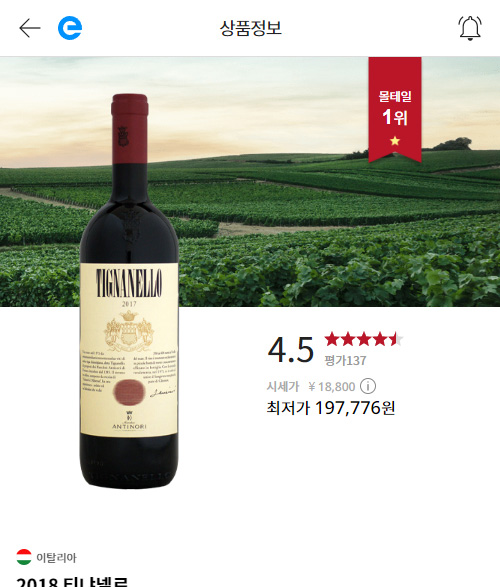 상품정보
몰테일
1위
TIGNANELLO
2017
ANTINORI
4.5
평가137
시세가 ¥ 18,800
최저가 197,776원
이탈리아
2018 티냐넬로